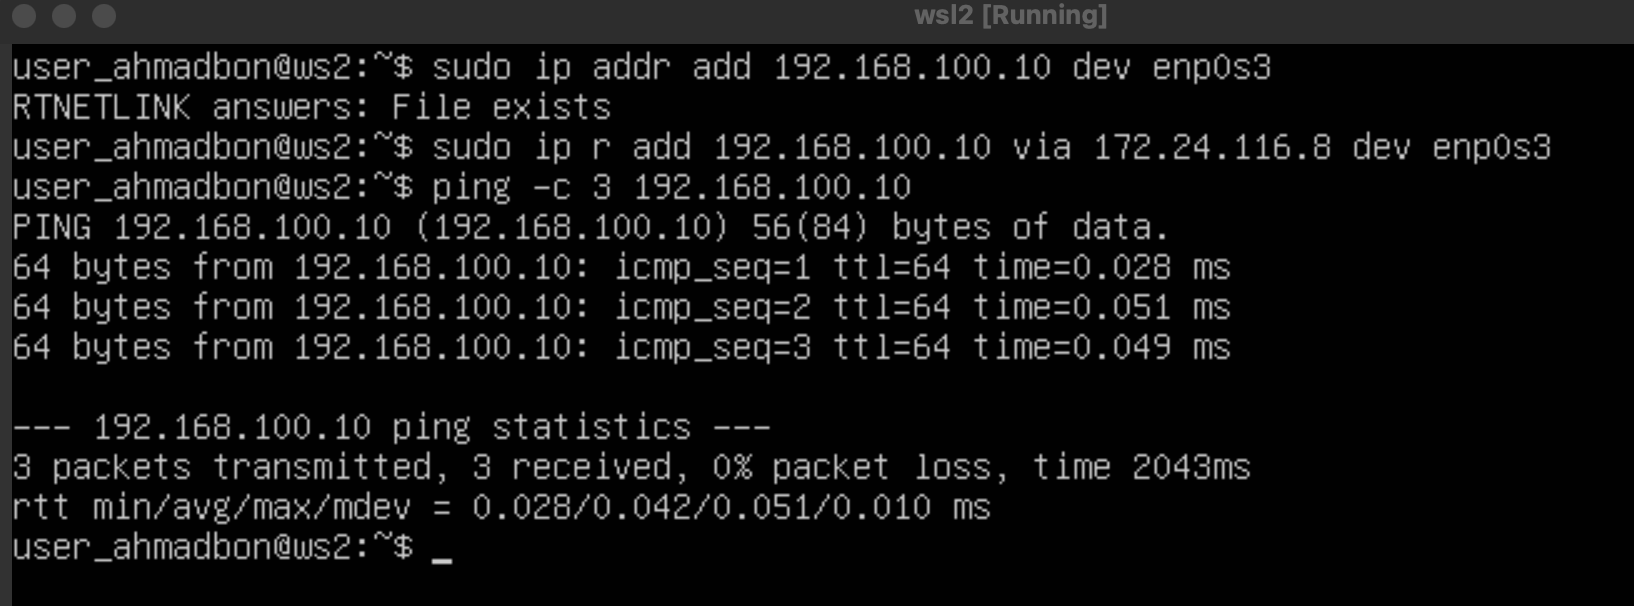 wsl2 [Running]
user_ahmadbon@ws2:~$ sudo ip addr add 192.168.100.10 dev enp0s3
RTNETLINK answers: File exists
user_ahmadbon@ws2:~$ sudo ip r add 192.168.100.10 via 172.24.116.8 dev enp0s3
user_ahmadbon@ws2:~$ ping -c 3 192.168.100.10
PING 192.168.100.10 (192.168.100.10) 56(84) bytes of data.
64 bytes from 192.168.100.10: icmp_seq=1 ttl=64 time=0.028 ms
64 bytes from 192.168.100.10: icmp_seq=2 ttl=64 time=0.051 ms
64 bytes from 192.168.100.10: icmp_seq=3 ttl=64 time=0.049 ms
--- 192.168.100.10 ping statistics ---
3 packets transmitted, 3 received, 0% packet loss, time 2043ms
rtt min/avg/max/mdev = 0.028/0.042/0.051/0.010 ms
user_ahmadbon@ws2:~$ _